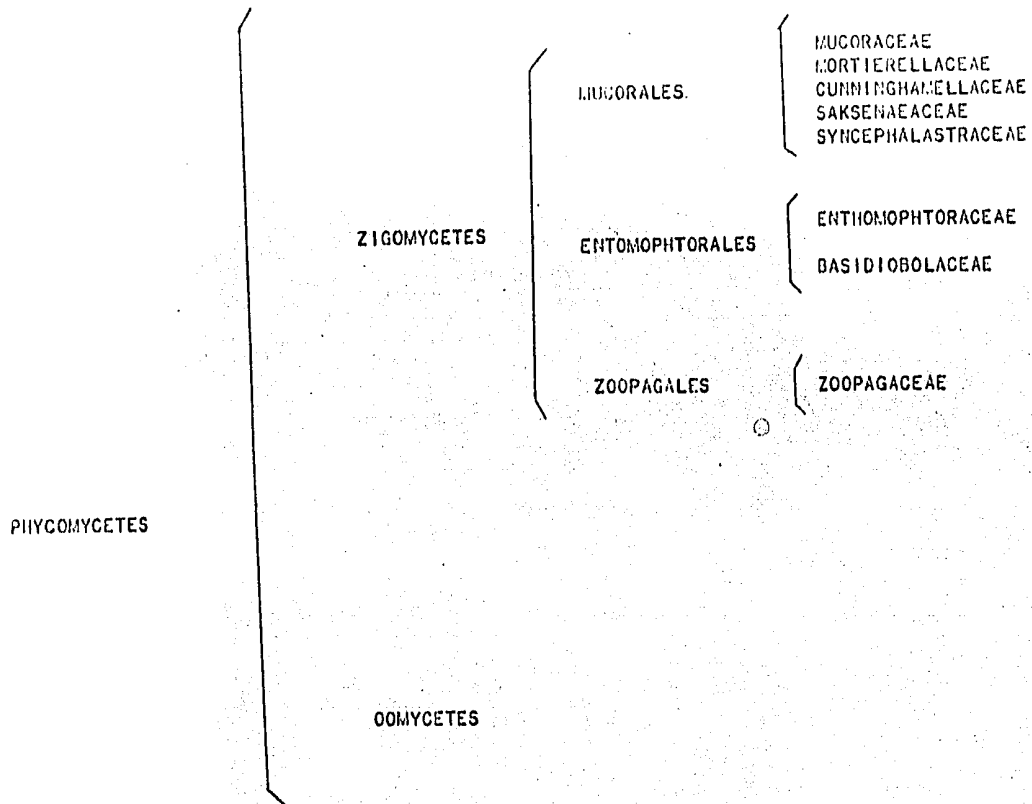 MUCORACEAE
MORTIERELLACEAE
CUNNINGHAMELLACEAE
SAKSENAEACEAE
SYNCEPHALASTRACEAE
MUCORALES.
ENTHOMOPHTORACEAE
BASIDIOBOLACEAE
ZIGOMYCETES
ENTOMOPHTORALES
ZOOPAGALES
ZOOPAGACEAE
PHYCOMYCETES
OOMYCETES